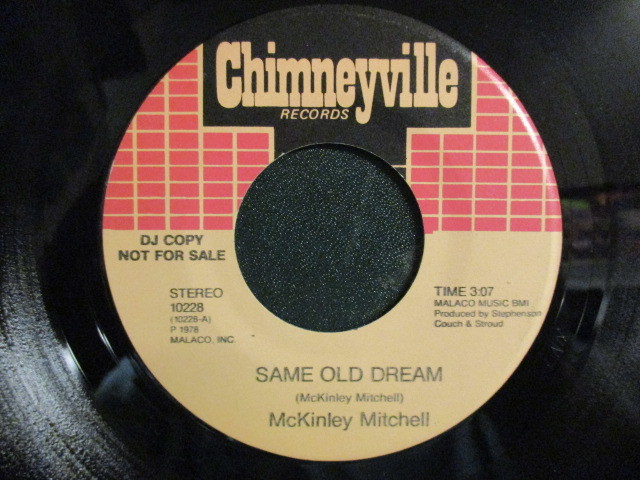 Chimneyville
RECORDS
DJ COPY
NOT FOR SALE
STEREO
10228
(10228-A)
P 1978
MALACO, INC.
TIME 3:07
MALACO MUSIC BMI
Produced by Stephenson
Couch & Stroud
SAME OLD DREAM
(McKinley Mitchell)
McKinley Mitchell